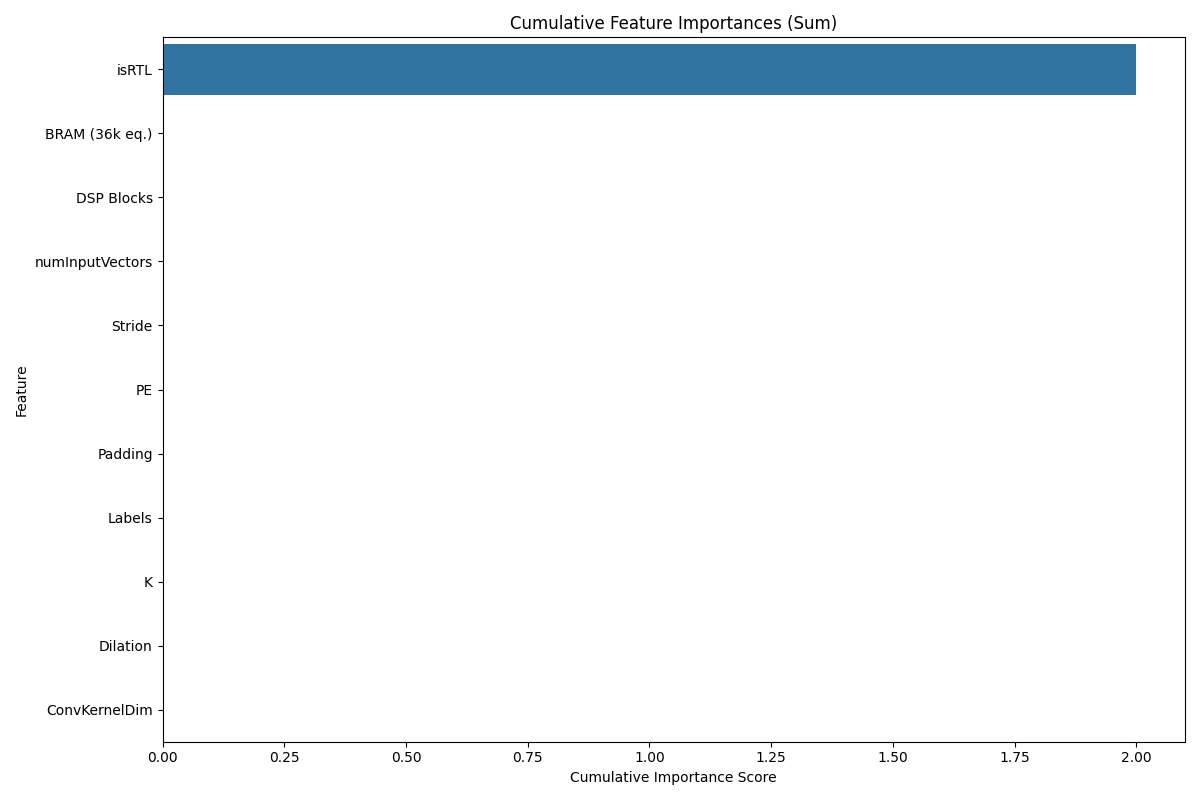 Cumulative Feature Importances (Sum)
isRTL
BRAM (36k eq.)
DSP Blocks
numInputVectors
Stride
PE
Padding
Labels
K
Dilation
ConvKernelDim
Feature
0.00 0.25 0.50 0.75 1.00 1.25 1.50 1.75 2.00
Cumulative Importance Score